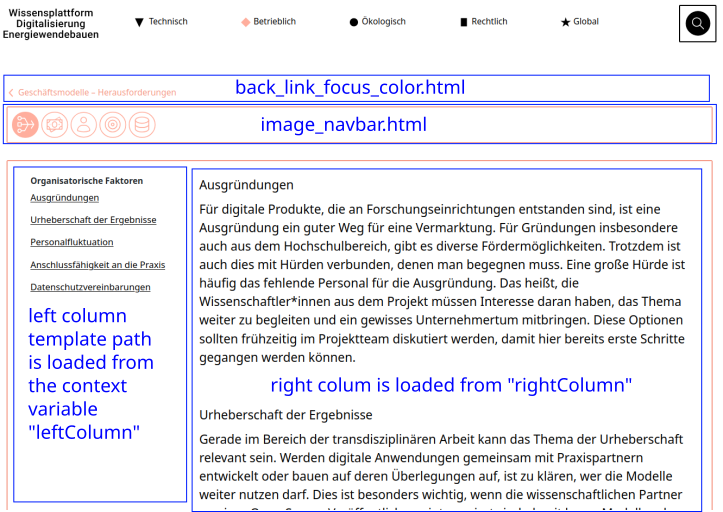 Wissensplattform
Digitalisierung
Energiewendebauen
Technisch
Betrieblich
Ökologisch
Rechtlich
Global
Geschäftsmodelle – Herausforderungen
back_link_focus_color.html
image_navbar.html
Organisatorische Faktoren
Ausgründungen
Urheberschaft der Ergebnisse
Personalfluktuation
Anschlussfähigkeit an die Praxis
Datenschutzvereinbarungen
left column
template path
is loaded from
the context
variable
"leftColumn"
Ausgründungen
Für digitale Produkte, die an Forschungseinrichtungen entstanden sind, ist eine
Ausgründung ein guter Weg für eine Vermarktung. Für Gründungen insbesondere
auch aus dem Hochschulbereich, gibt es diverse Fördermöglichkeiten. Trotzdem ist
auch dies mit Hürden verbunden, denen man begegnen muss. Eine große Hürde ist
häufig das fehlende Personal für die Ausgründung. Das heißt, die
Wissenschaftler*innen aus dem Projekt müssen Interesse daran haben, das Thema
weiter zu begleiten und ein gewisses Unternehmertum mitbringen. Diese Optionen
sollten frühzeitig im Projektteam diskutiert werden, damit hier bereits erste Schritte
gegangen werden können.
right colum is loaded from "rightColumn"
Urheberschaft der Ergebnisse
Gerade im Bereich der transdisziplinären Arbeit kann das Thema der Urheberschaft
relevant sein. Werden digitale Anwendungen gemeinsam mit Praxispartnern
entwickelt oder bauen auf deren Überlegungen auf, ist zu klären, wer die Modelle
weiter nutzen darf. Dies ist besonders wichtig, wenn die wissenschaftlichen Partner